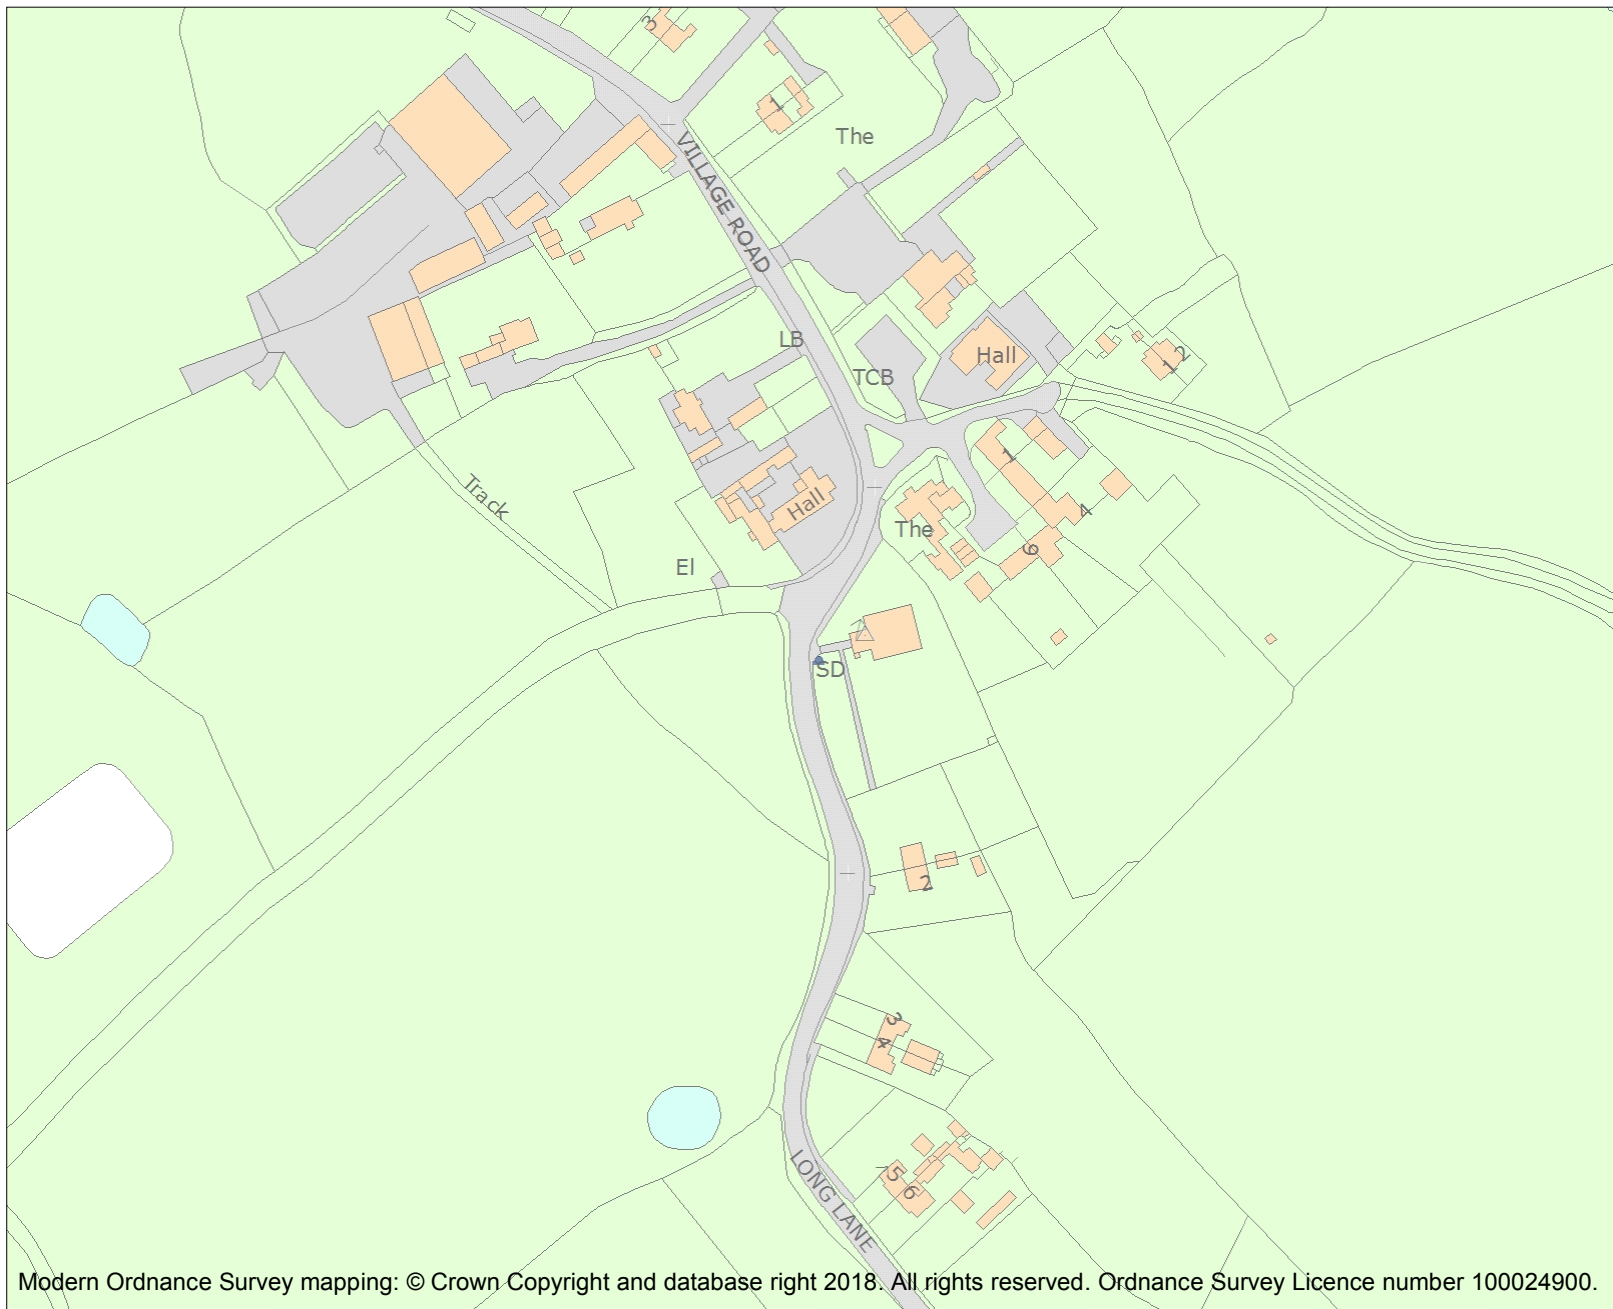 3
1
The
VILLAGE ROAD
LB
Hall
1 2
TCB
1
Track
Hall
4
The
6
El
SD
2
3
4
5
6
LONG LANE
Modern Ordnance Survey mapping: © Crown Copyright and database right 2018. All rights reserved. Ordnance Survey Licence number 100024900.